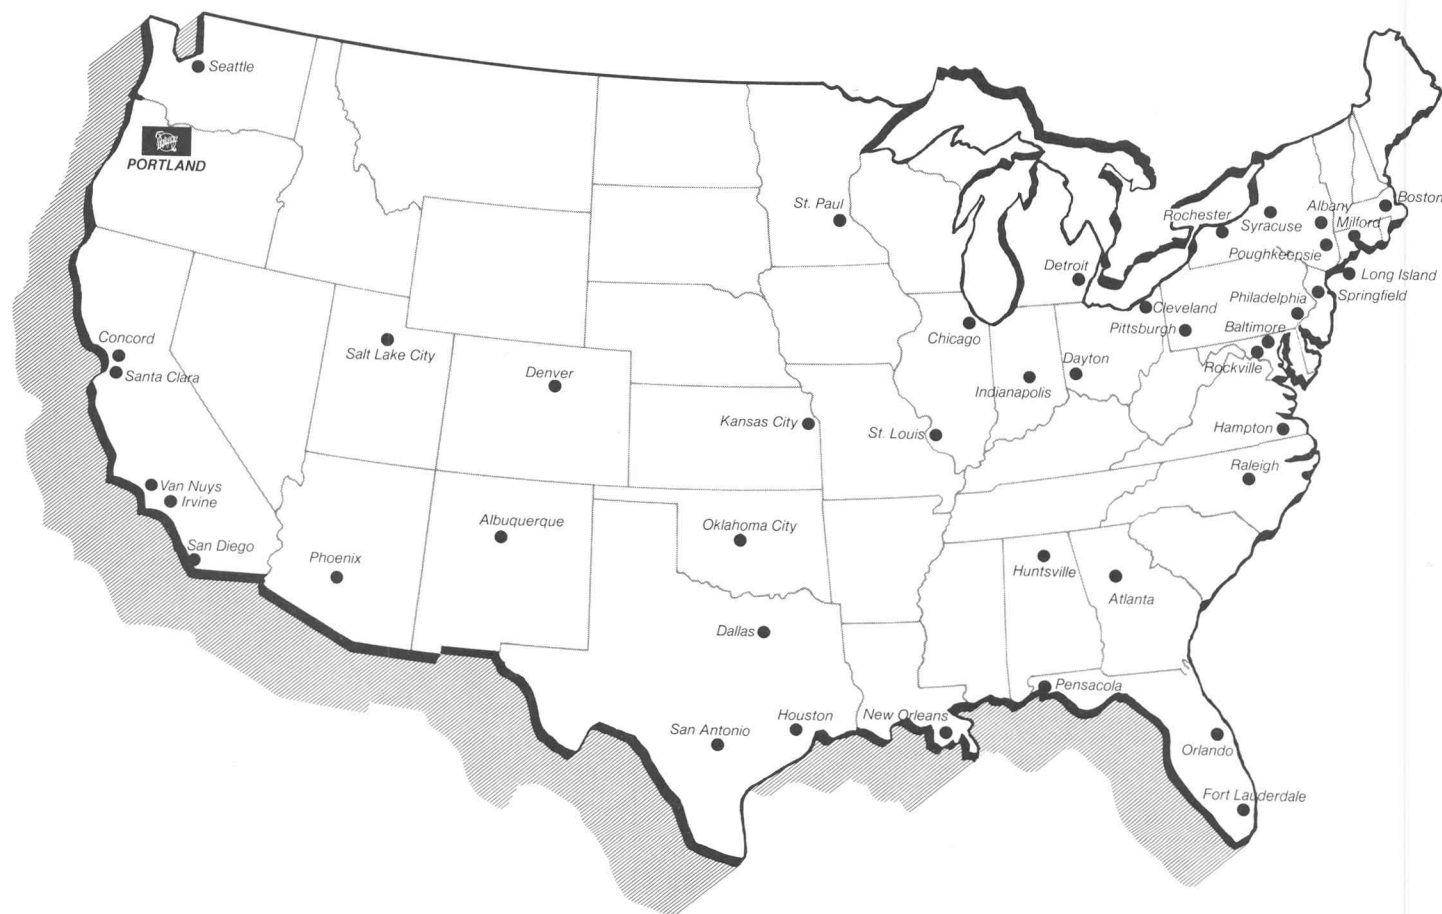 Seattle
PORTLAND
St. Paul
Boston
Albany
Rochester
Syracuse
Milford
Poughkeepsie
Detroit
Long Island
Springfield
Philadelphia
Cleveland
Pittsburgh
Baltimore
Concord
Santa Clara
Salt Lake City
Denver
Chicago
Dayton
Indianapolis
Rockville
Kansas City
St. Louis
Hampton
Raleigh
Van Nuys
Irvine
San Diego
Phoenix
Albuquerque
Oklahoma City
Huntsville
Atlanta
Dallas
Pensacola
San Antonio
Houston
New Orleans
Orlando
Fort Lauderdale